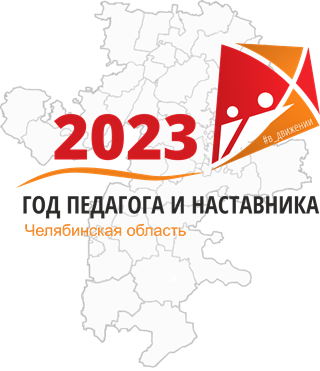 2023
#в_движении
ГОД ПЕДАГОГА И НАСТАВНИКА
Челябинская область